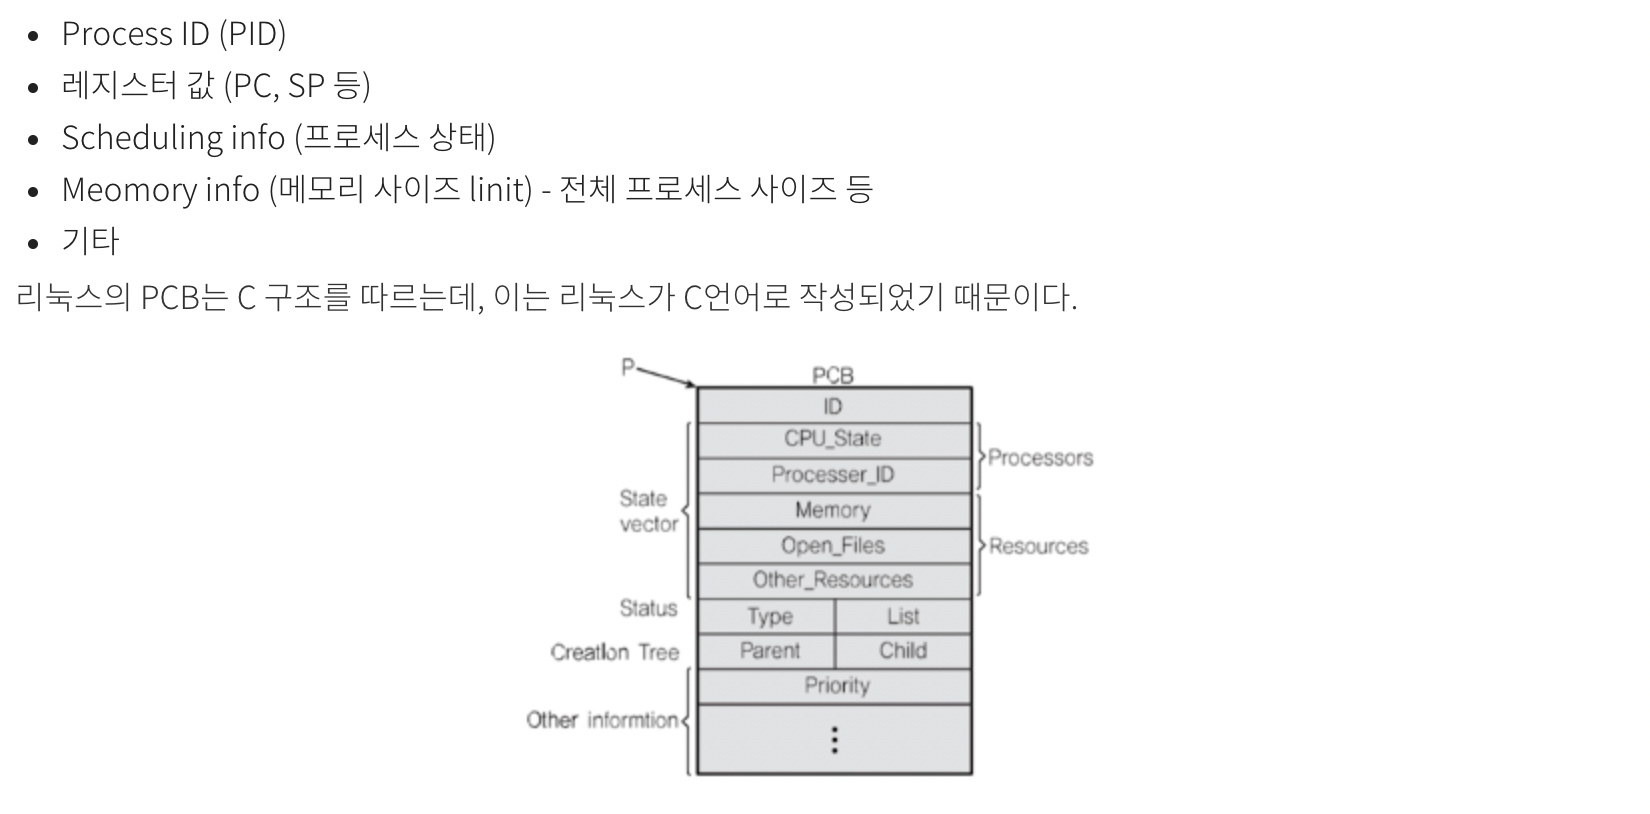 Process ID (PID)
레지스터 값 (PC, SP 등)
Scheduling info (프로세스 상태)
Meomory info (메모리 사이즈 linit) - 전체 프로세스 사이즈 등
기타
리눅스의 PCB는 C 구조를 따르는데, 이는 리눅스가 C언어로 작성되었기 때문이다.
P
PCB
ID
CPU_State
Processer_ID
Processors
Memory
State
vector
Open_Files
Resources
Other_Resources
Status
Type
List
Creation Tree
Parent
Child
Priority
Other informtion